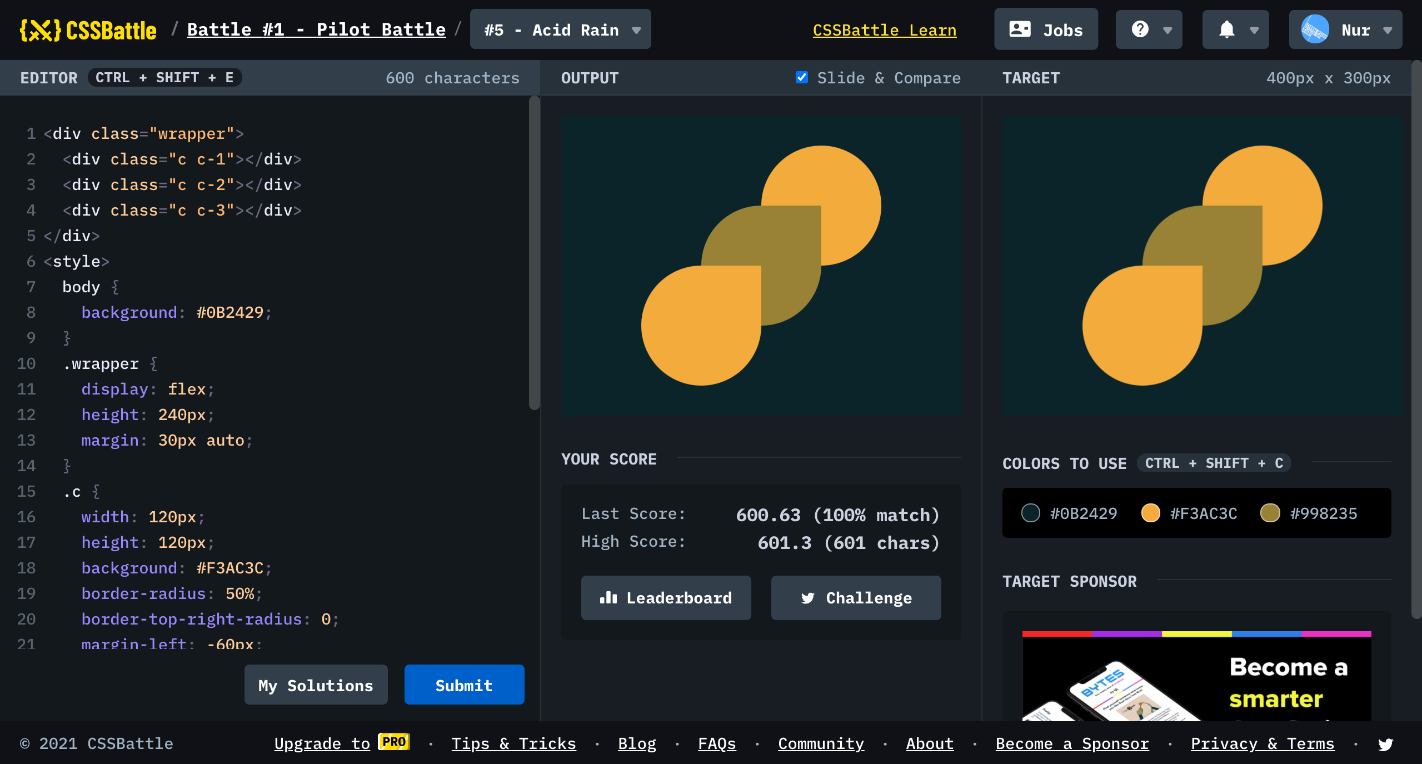 {※} CSSBattle / Battle #1 - Pilot Battle / #5 - Acid Rain CSSBattle Learn Jobs Nur
EDITOR CTRL + SHIFT + E 600 characters
OUTPUT Slide & Compare
TARGET 400px x 300px
1 <div class="wrapper">
2 <div class="c c-1"></div>
3 <div class="c c-2"></div>
4 <div class="c c-3"></div>
5 </div>
6 <style>
7 body {
8 background: #0B2429;
9 }
10 .wrapper {
11 display: flex;
12 height: 240px;
13 margin: 30px auto;
14 }
15 .c {
16 width: 120px;
17 height: 120px;
18 background: #F3AC3C;
19 border-radius: 50%;
20 border-top-right-radius: 0;
21 margin-left: -60px;
My Solutions Submit
YOUR SCORE
Last Score: 600.63 (100% match)
High Score: 601.3 (601 chars)
Leaderboard Challenge
COLORS TO USE CTRL + SHIFT + C
#0B2429 #F3AC3C #998235
TARGET SPONSOR
BYTES
Become a
smarter
© 2021 CSSBattle Upgrade to PRO · Tips & Tricks · Blog · FAQs · Community · About · Become a Sponsor · Privacy & Terms ·